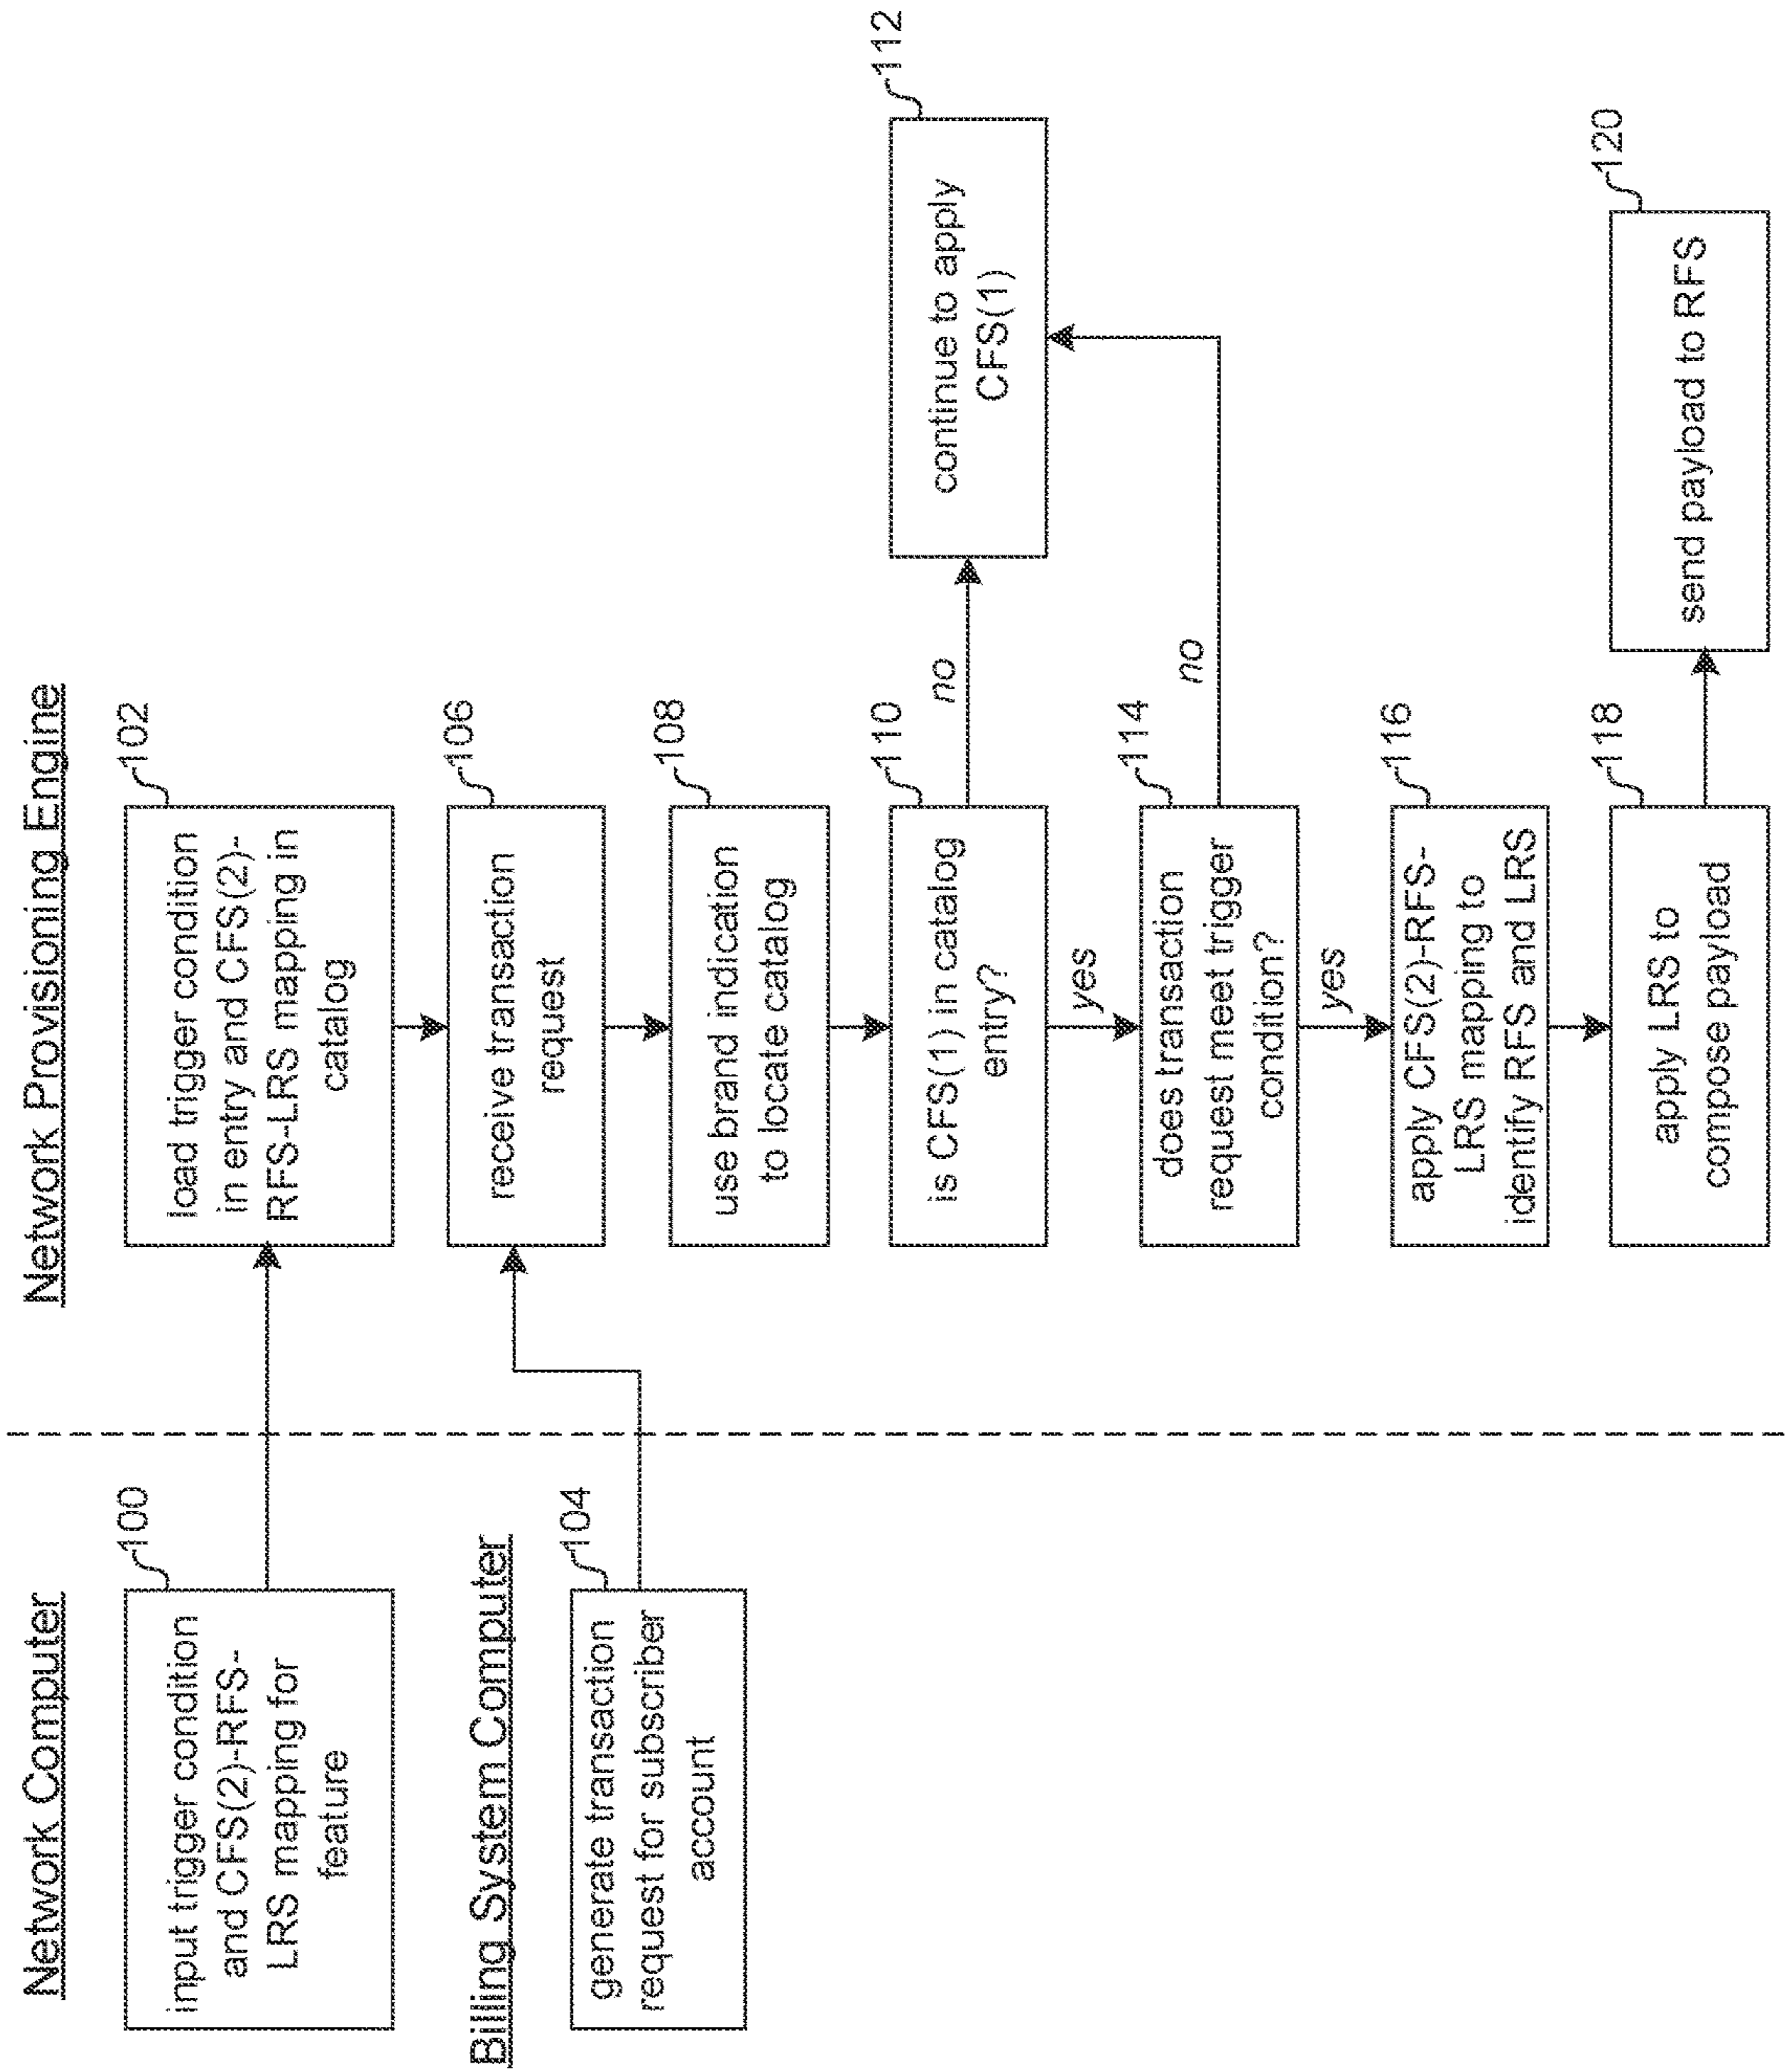 Network Computer
100
input trigger condition
and CFS(2)-RFS-
LRS mapping for
feature
Billing System Computer
104
generate transaction
request for subscriber
account
Network Provisioning Engine
102
load trigger condition
in entry and CFS(2)-
RFS-LRS mapping in
catalog
106
receive transaction
request
108
use brand indication
to locate catalog
110
is CFS(1) in catalog
entry?
no
112
continue to apply
CFS(1)
yes
114
does transaction
request meet trigger
condition?
no
yes
116
apply CFS(2)-RFS-
LRS mapping to
identify RFS and LRS
118
apply LRS to
compose payload
120
send payload to RFS